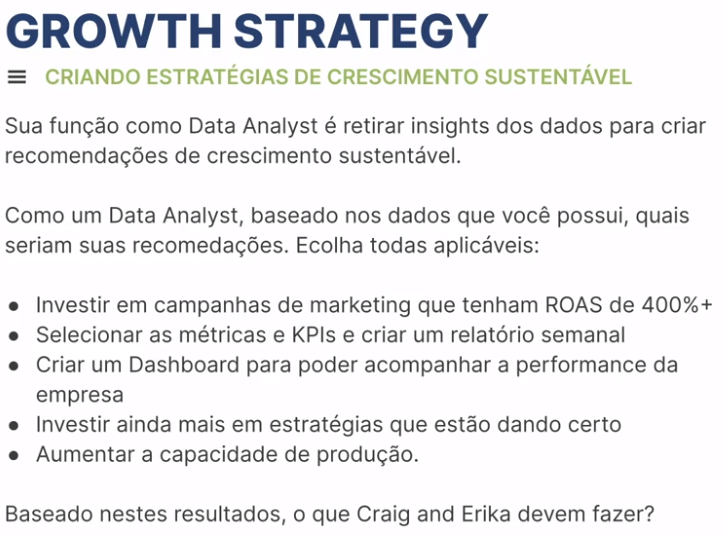 GROWTH STRATEGY
CRIANDO ESTRATÉGIAS DE CRESCIMENTO SUSTENTÁVEL
Sua função como Data Analyst é retirar insights dos dados para criar
recomendações de crescimento sustentável.
Como um Data Analyst, baseado nos dados que você possui, quais
seriam suas recomedações. Ecolha todas aplicáveis:
● Investir em campanhas de marketing que tenham ROAS de 400%+
● Selecionar as métricas e KPIs e criar um relatório semanal
● Criar um Dashboard para poder acompanhar a performance da
empresa
● Investir ainda mais em estratégias que estão dando certo
● Aumentar a capacidade de produção.
Baseado nestes resultados, o que Craig and Erika devem fazer?